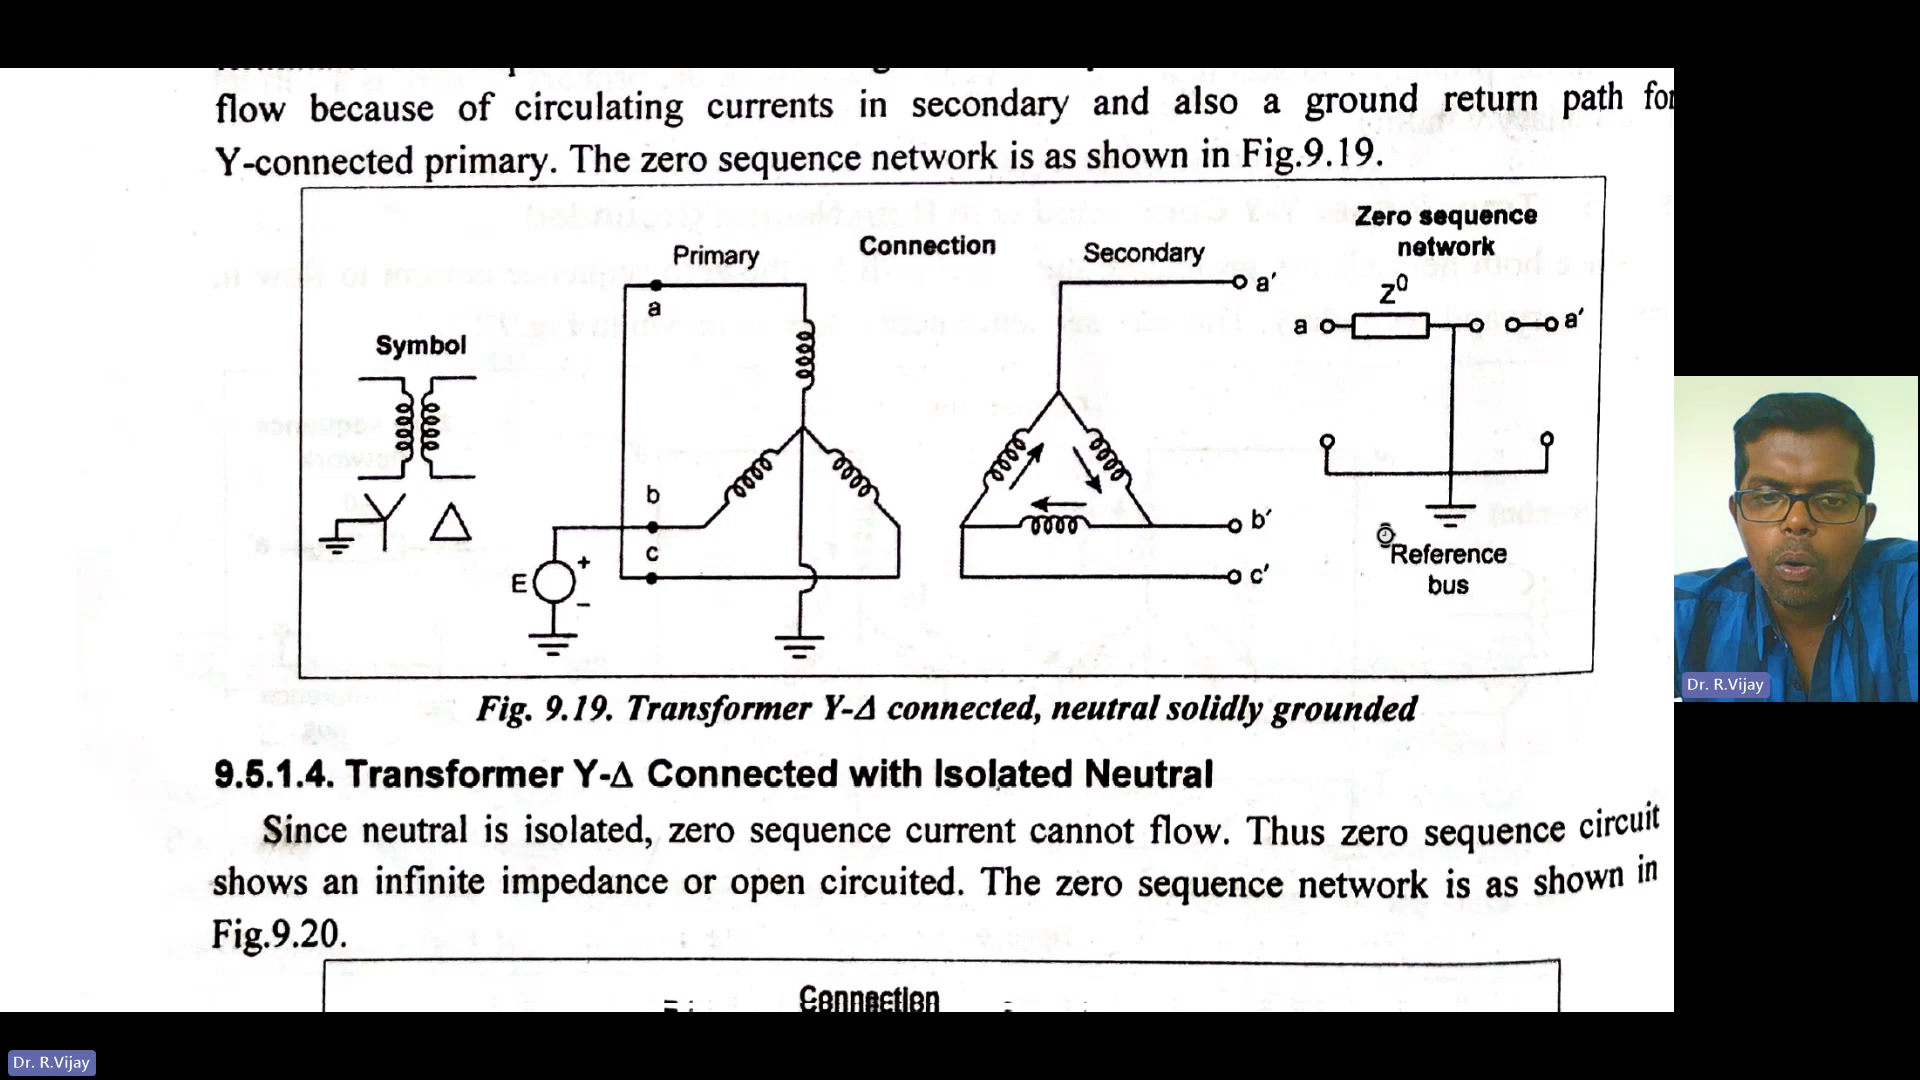 flow because of circulating currents in secondary and also a ground return path for
Y-connected primary. The zero sequence network is as shown in Fig.9.19.
Symbol
Primary
Connection
Secondary
Zero sequence
network
a
b
c
E
+
−
a′
b′
c′
Z⁰
a
a′
Reference
bus
Fig. 9.19. Transformer Y-Δ connected, neutral solidly grounded
9.5.1.4. Transformer Y-Δ Connected with Isolated Neutral
Since neutral is isolated, zero sequence current cannot flow. Thus zero sequence circuit
shows an infinite impedance or open circuited. The zero sequence network is as shown in
Fig.9.20.
Connection
Dr. R.Vijay
Dr. R.Vijay